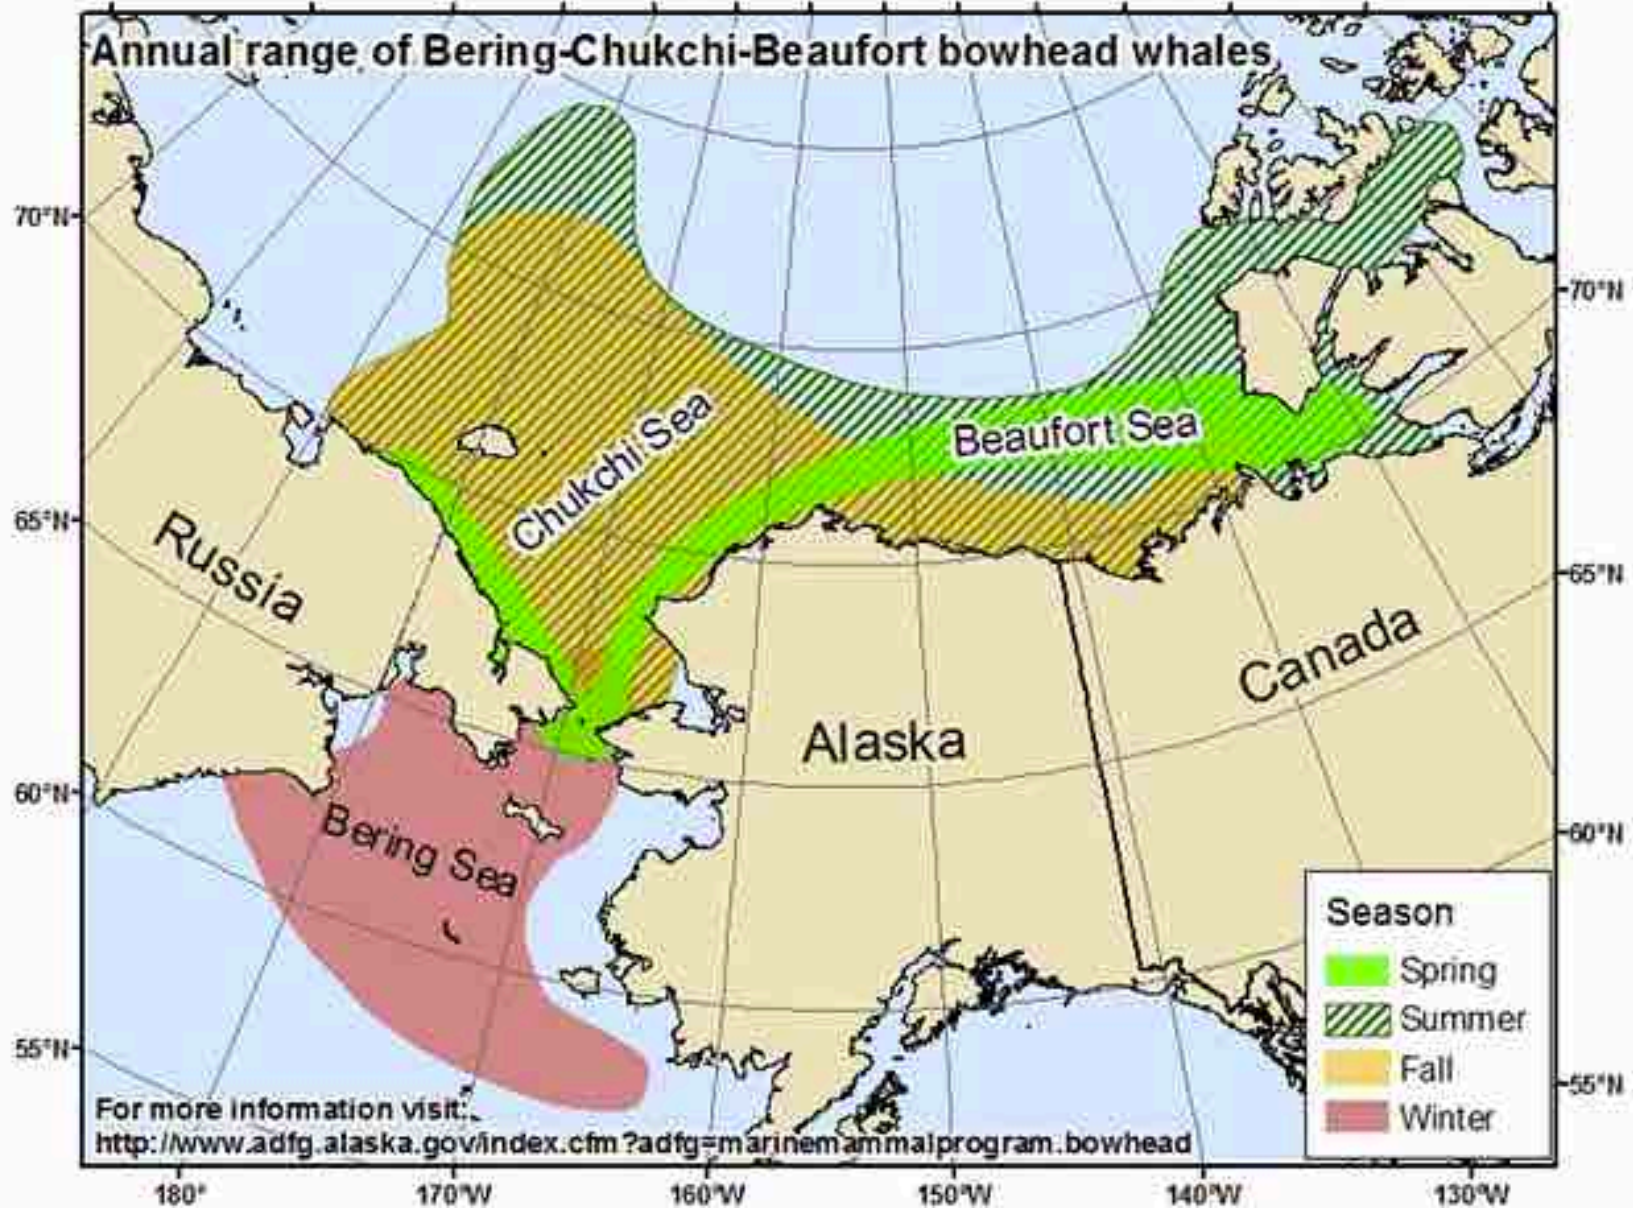 Annual range of Bering-Chukchi-Beaufort bowhead whales
70°N
70°N
Chukchi Sea
Beaufort Sea
65°N
Russia
65°N
Canada
Alaska
60°N
Bering Sea
60°N
Season
Spring
Summer
55°N
Fall
55°N
Winter
For more information visit:
http://www.adfg.alaska.gov/index.cfm?adfg=marinemammalprogram.bowhead
180°
170°W
160°W
150°W
140°W
130°W